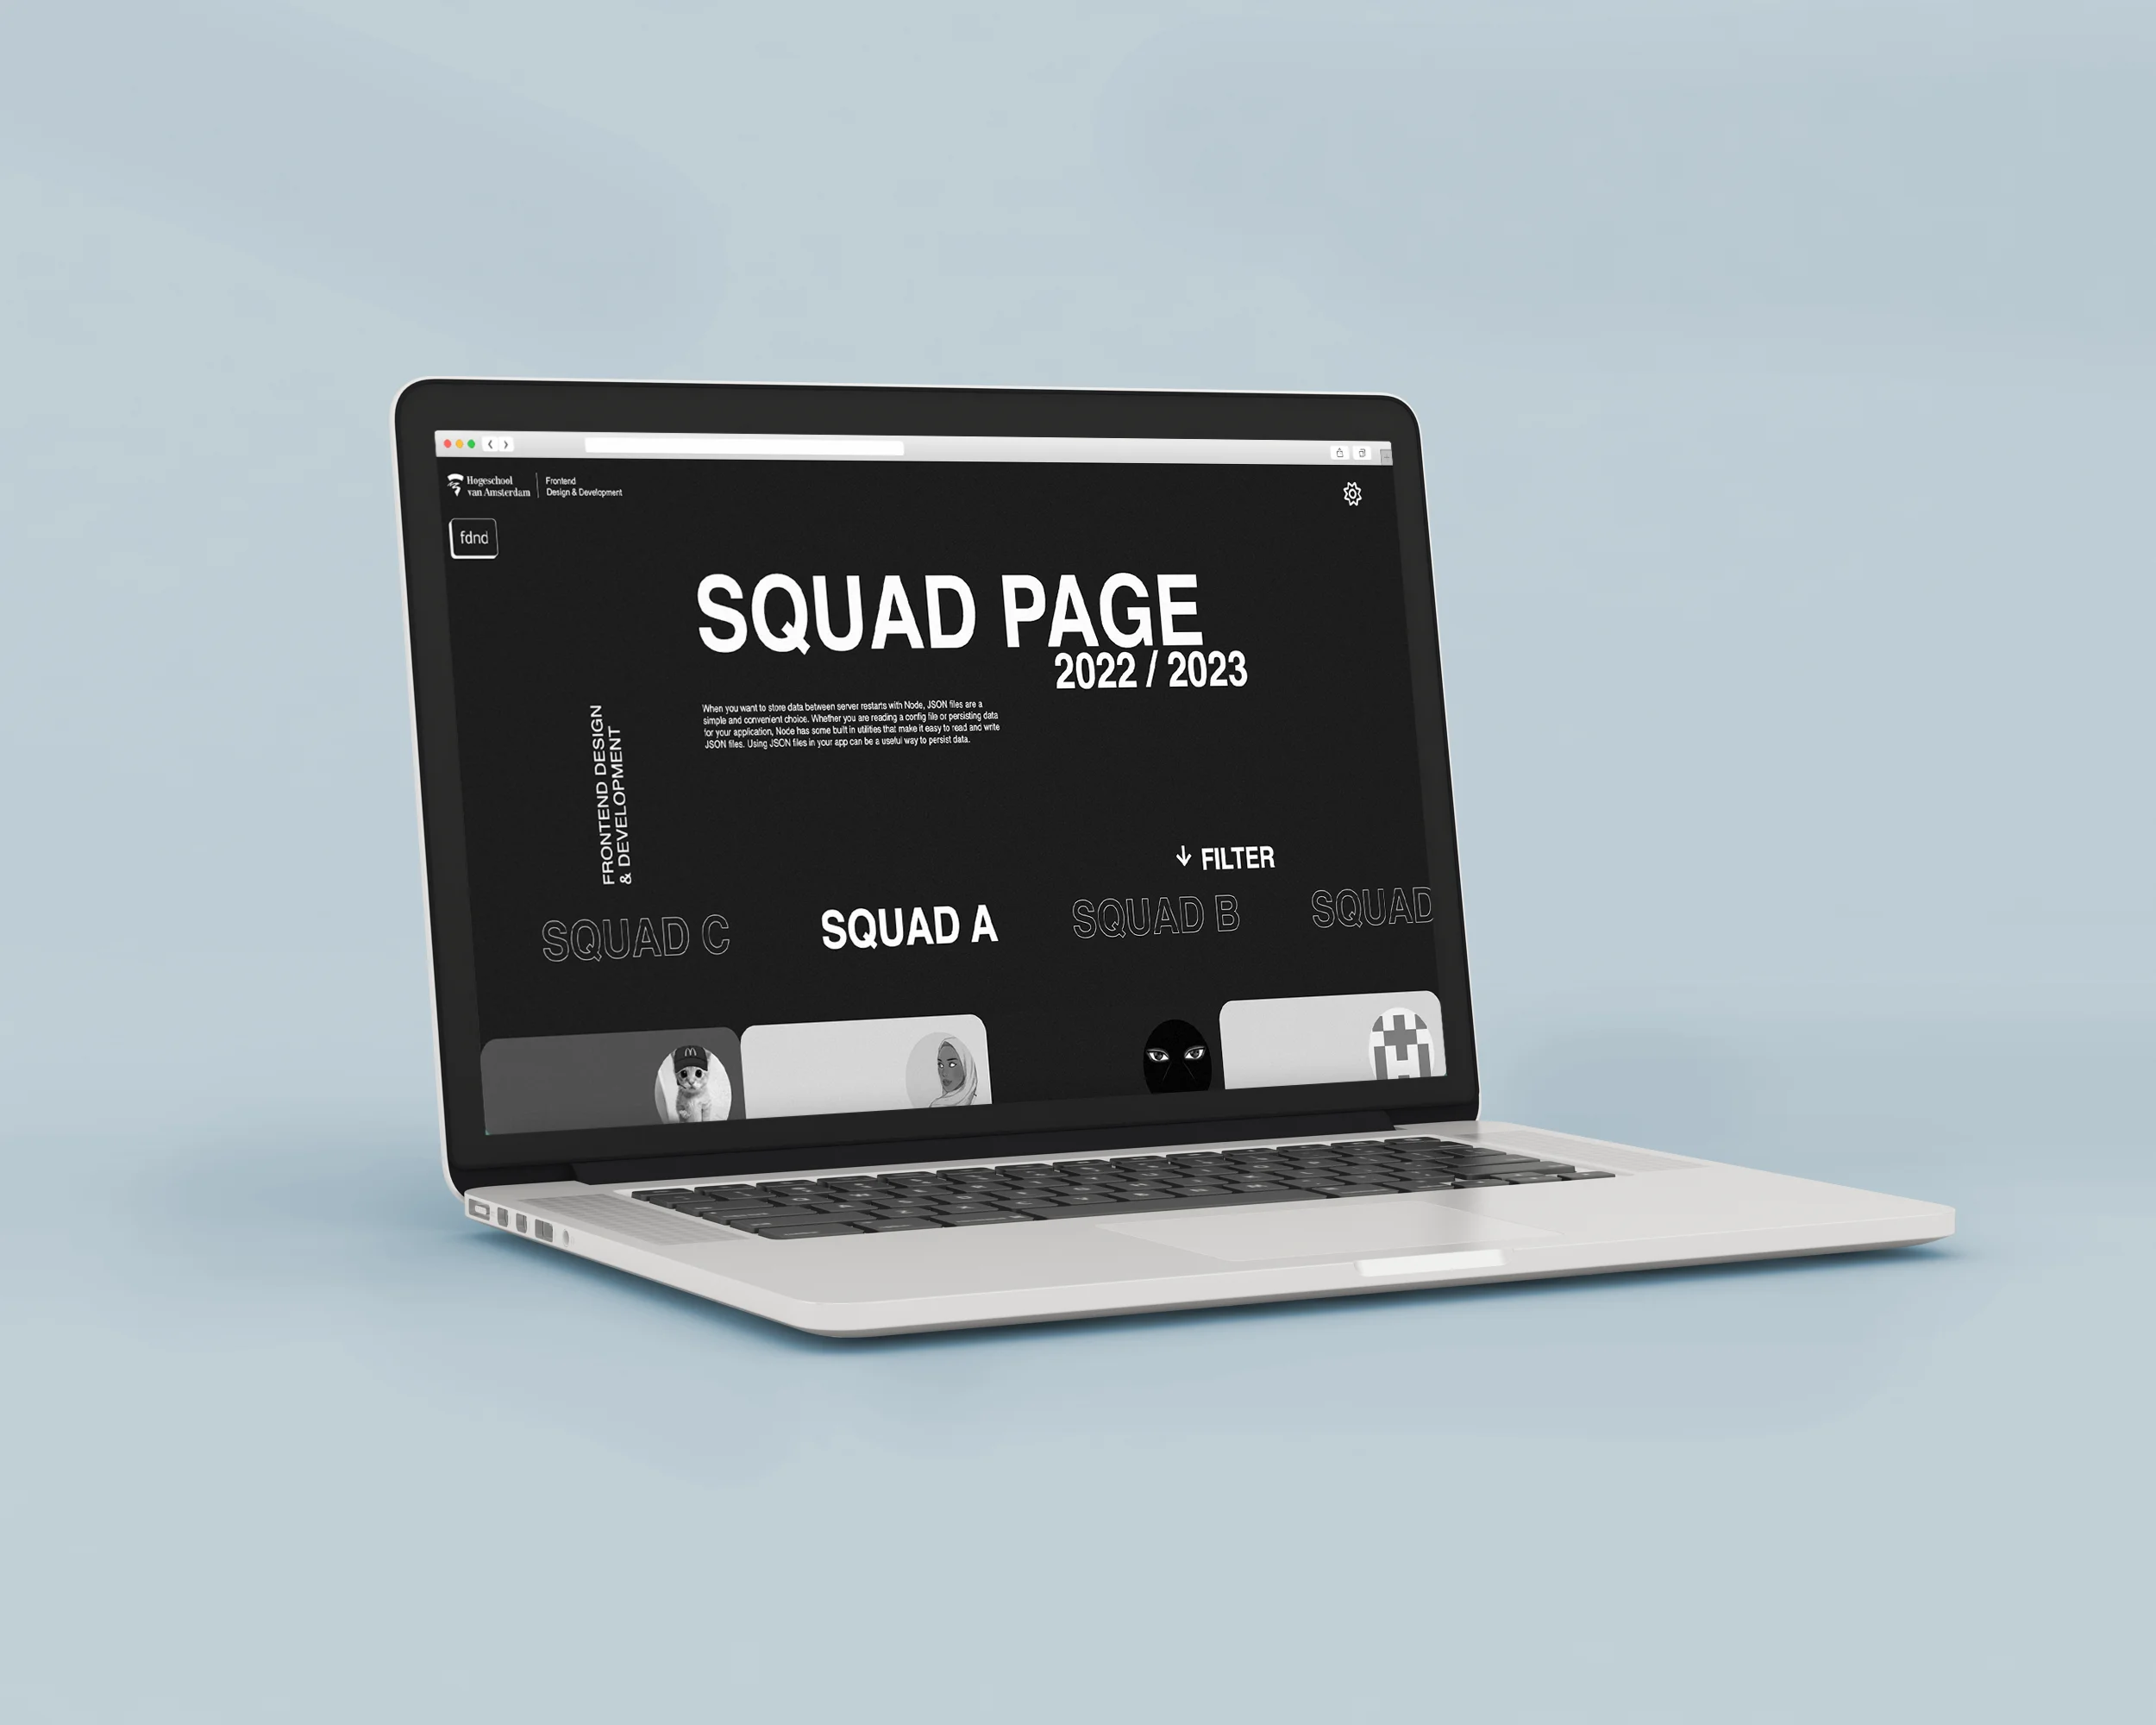 Hogeschool
van Amsterdam
Frontend
Design & Development
fdnd
SQUAD PAGE
2022 / 2023
When you want to store data between server restarts with Node, JSON files are a
simple and convenient choice. Whether you are reading a config file or persisting data
for your application, Node has some built in utilities that make it easy to read and write
JSON files. Using JSON files in your app can be a useful way to persist data.
FRONTEND DESIGN
& DEVELOPMENT
FILTER
SQUAD C
SQUAD A
SQUAD B
SQUAD